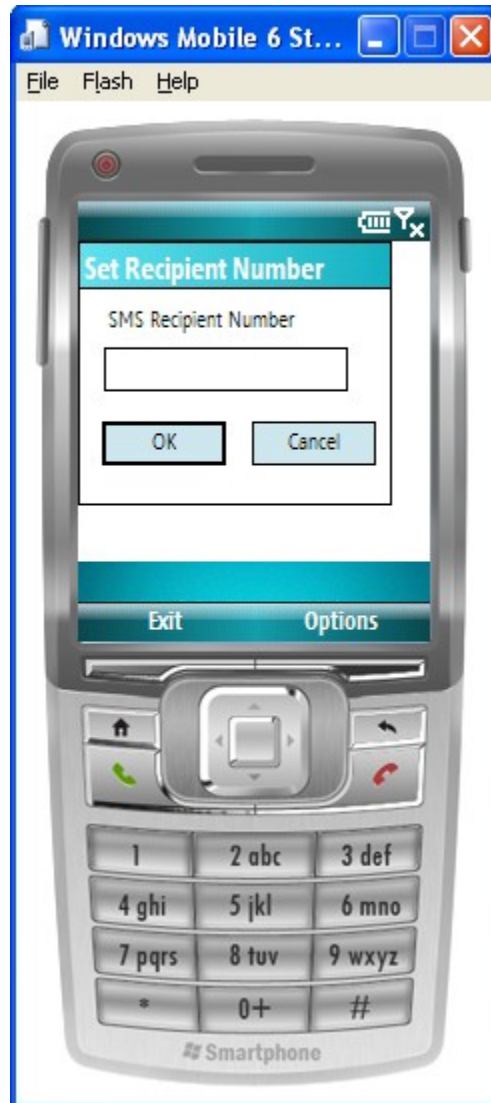 Windows Mobile 6 St...
File Flash Help
Set Recipient Number
SMS Recipient Number
OK Cancel
Exit Options
1 2 abc 3 def
4 ghi 5 jkl 6 mno
7 pqrs 8 tuv 9 wxyz
* 0+ #
Smartphone